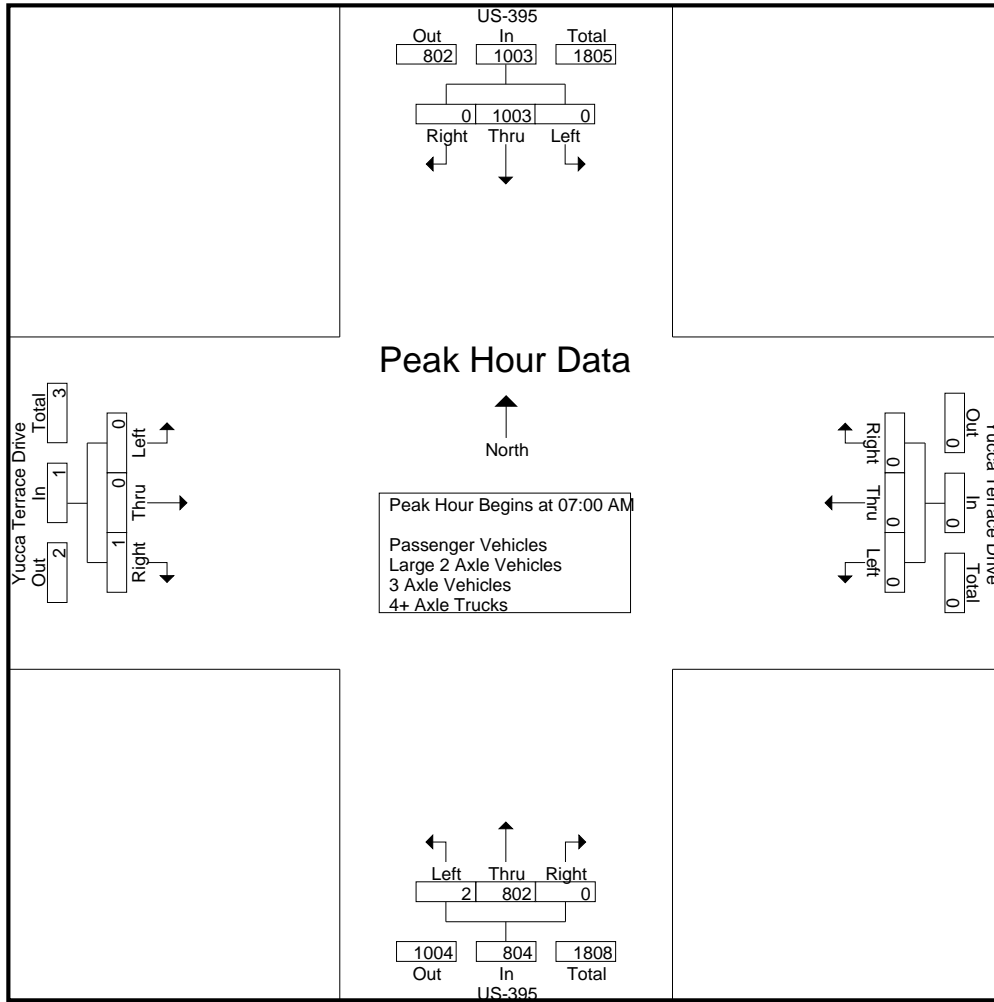 US-395
Out In Total
802 1003 1805
0 1003 0
Right Thru Left
Peak Hour Data
North
Peak Hour Begins at 07:00 AM
Passenger Vehicles
Large 2 Axle Vehicles
3 Axle Vehicles
4+ Axle Trucks
Yucca Terrace Drive
Out In Total
2 1 3
Left Thru Right
0 0 1
Yucca Terrace Drive
Out In Total
0 0 0
Right Thru Left
0 0 0
Left Thru Right
2 802 0
1004 804 1808
Out In Total
US-395